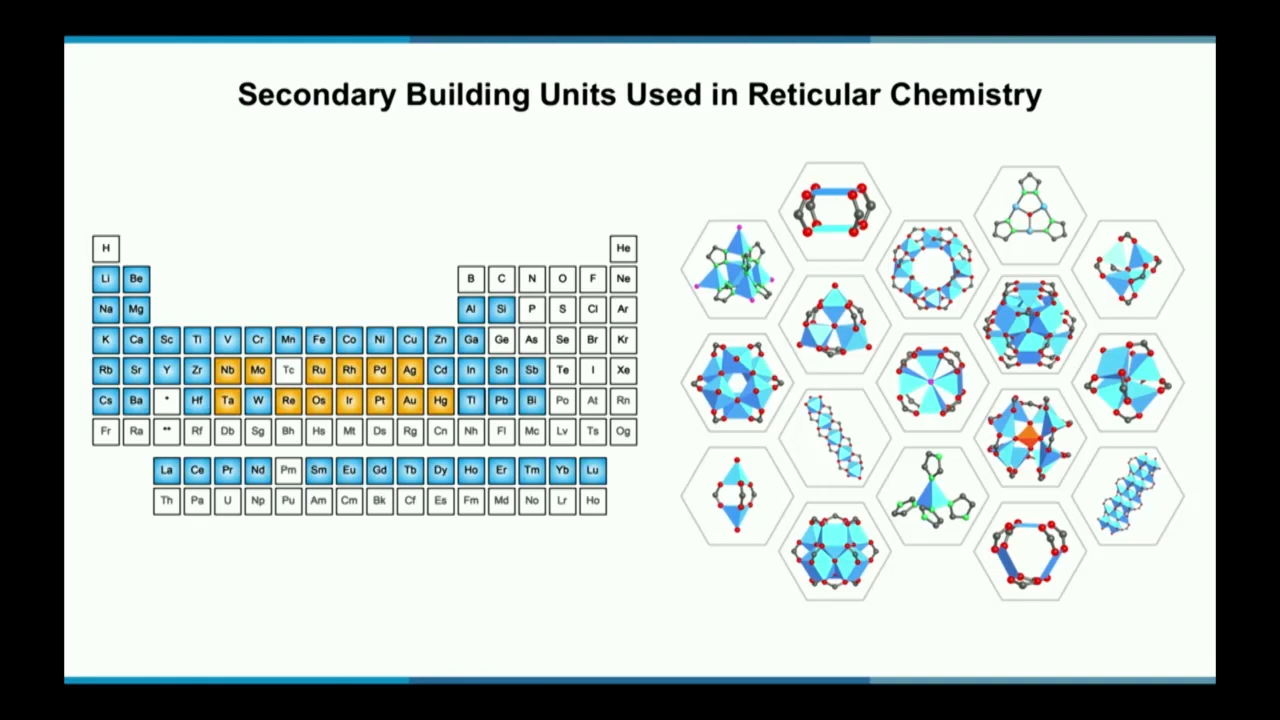 Secondary Building Units Used in Reticular Chemistry
H He
Li Be B C N O F Ne
Na Mg Al Si P S Cl Ar
K Ca Sc Ti V Cr Mn Fe Co Ni Cu Zn Ga Ge As Se Br Kr
Rb Sr Y Zr Nb Mo Tc Ru Rh Pd Ag Cd In Sn Sb Te I Xe
Cs Ba * Hf Ta W Re Os Ir Pt Au Hg Tl Pb Bi Po At Rn
Fr Ra ** Rf Db Sg Bh Hs Mt Ds Rg Cn Nh Fl Mc Lv Ts Og
La Ce Pr Nd Pm Sm Eu Gd Tb Dy Ho Er Tm Yb Lu
Th Pa U Np Pu Am Cm Bk Cf Es Fm Md No Lr Ho